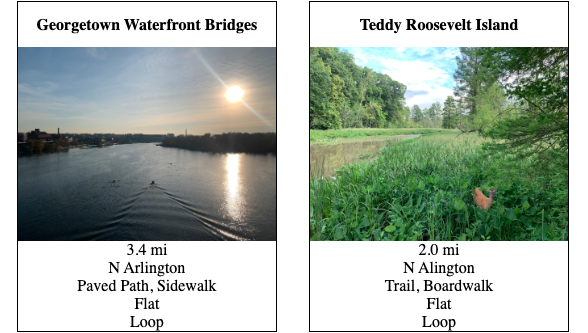 Georgetown Waterfront Bridges
3.4 mi
N Arlington
Paved Path, Sidewalk
Flat
Loop
Teddy Roosevelt Island
2.0 mi
N Alington
Trail, Boardwalk
Flat
Loop